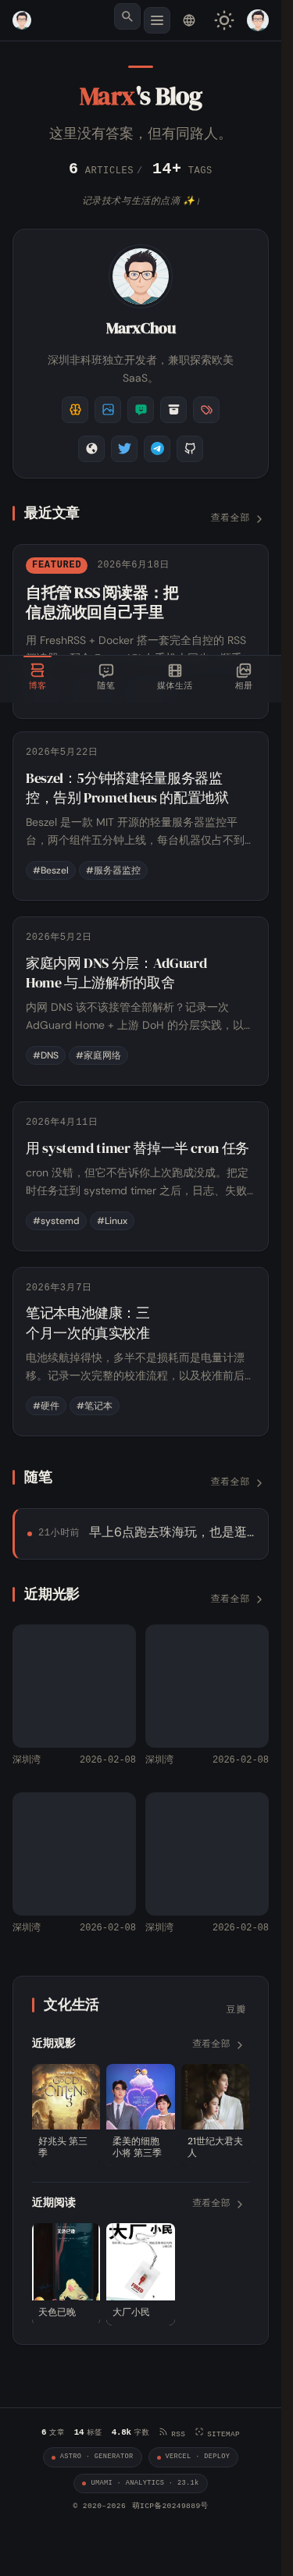 Marx's Blog
这里没有答案，但有同路人。
6 ARTICLES / 14+ TAGS
记录技术与生活的点滴 ✨ |
MarxChou
深圳非科班独立开发者，兼职探索欧美
SaaS。
最近文章
查看全部 >
FEATURED 2026年6月18日
自托管 RSS 阅读器：把
信息流收回自己手里
用 FreshRSS + Docker 搭一套完全自控的 RSS
博客 随笔 媒体生活 相册
2026年5月22日
Beszel：5分钟搭建轻量服务器监
控，告别 Prometheus 的配置地狱
Beszel 是一款 MIT 开源的轻量服务器监控平
台，两个组件五分钟上线，每台机器仅占不到...
#Beszel #服务器监控
2026年5月2日
家庭内网 DNS 分层：AdGuard
Home 与上游解析的取舍
内网 DNS 该不该接管全部解析？记录一次
AdGuard Home + 上游 DoH 的分层实践，以...
#DNS #家庭网络
2026年4月11日
用 systemd timer 替掉一半 cron 任务
cron 没错，但它不告诉你上次跑成没。把定
时任务迁到 systemd timer 之后，日志、失败...
#systemd #Linux
2026年3月7日
笔记本电池健康：三
个月一次的真实校准
电池续航掉得快，多半不是损耗而是电量计漂
移。记录一次完整的校准流程，以及校准前后...
#硬件 #笔记本
随笔
查看全部 >
21小时前 早上6点跑去珠海玩，也是逛...
近期光影
查看全部 >
深圳湾 2026-02-08 深圳湾 2026-02-08
深圳湾 2026-02-08 深圳湾 2026-02-08
文化生活
豆瓣
近期观影
查看全部 >
GOOD OMENS 3
好兆头 第三
季
柔美的细胞
小将 第三季
21世纪大君夫
人
近期阅读
查看全部 >
天色已晚
大厂小民
天色已晚
大厂小民
6 文章 14 标签 4.8k 字数 RSS SITEMAP
ASTRO · GENERATOR VERCEL · DEPLOY
UMAMI · ANALYTICS · 23.1k
© 2020–2026 萌ICP备20249889号